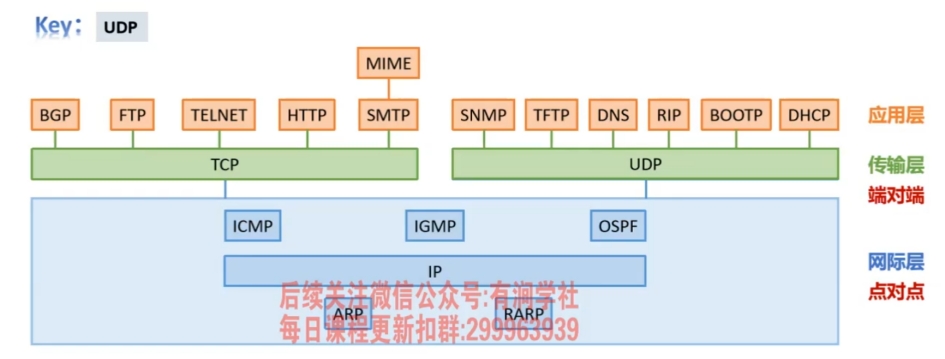 Key： UDP
MIME
BGP FTP TELNET HTTP SMTP SNMP TFTP DNS RIP BOOTP DHCP 应用层
TCP UDP 传输层
端对端
ICMP IGMP OSPF
IP 网际层
后续关注微信公众号:有涧学社 点对点
ARP RARP
每日课程更新扣群:299963939